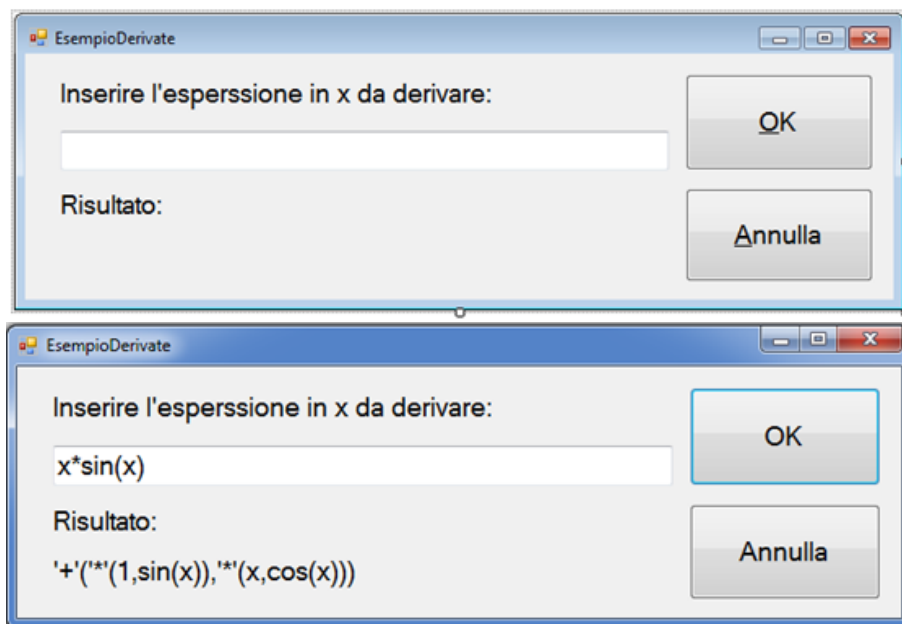 EsempioDerivate
Inserire l'esperssione in x da derivare:
OK
Risultato:
Annulla
EsempioDerivate
Inserire l'esperssione in x da derivare:
OK
x*sin(x)
Risultato:
Annulla
'+'('*'(1,sin(x)),'*'(x,cos(x)))